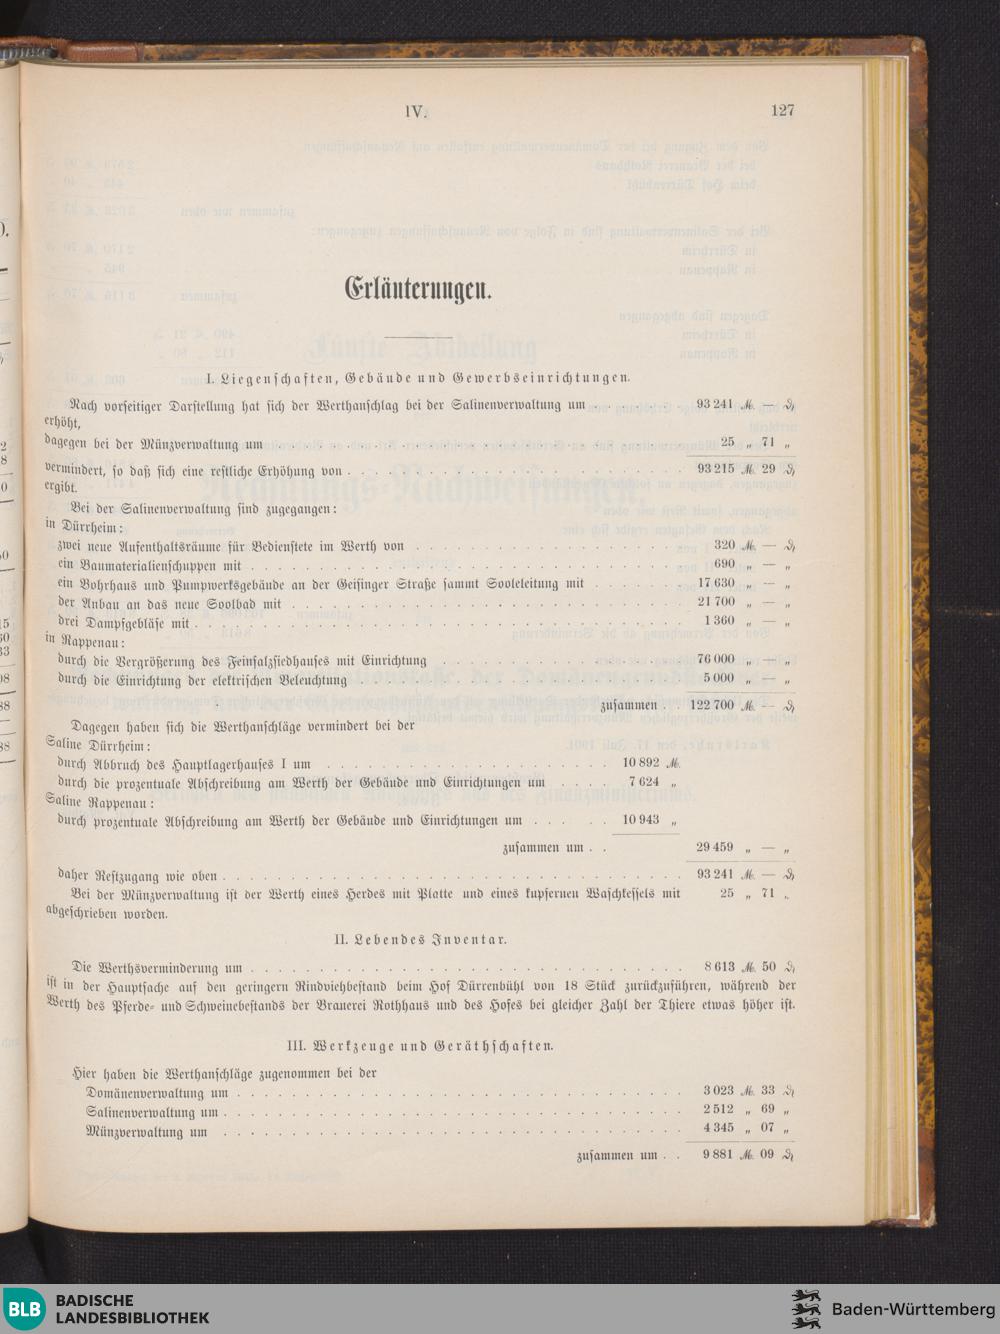 IV.
127
Erläuterungen.
I. Liegenschaften, Gebäude und Gewerbseinrichtungen.
Nach vorseitiger Darstellung hat sich der Werthanschlag bei der Salinenverwaltung um . . . . . 93 241 ℳ — ₰
erhöht,
dagegen bei der Münzverwaltung um . . . . . 25 „ 71 „
vermindert, so daß sich eine restliche Erhöhung von . . . . . 93 215 ℳ 29 ₰
ergibt.
Bei der Salinenverwaltung sind zugegangen:
in Dürrheim:
zwei neue Aufenthaltsräume für Bedienstete im Werth von . . . . . 320 ℳ — ₰
ein Baumaterialienschuppen mit . . . . . 690 „ — „
ein Bohrhaus und Pumpwerksgebäude an der Geisinger Straße sammt Sooleleitung mit . . . . . 17 630 „ — „
der Anbau an das neue Soolbad mit . . . . . 21 700 „ — „
drei Dampfgebläse mit . . . . . 1 360 „ — „
in Rappenau:
durch die Vergrößerung des Feinsalzsiedhauses mit Einrichtung . . . . . 76 000 „ — „
durch die Einrichtung der elektrischen Beleuchtung . . . . . 5 000 „ — „
zusammen . . 122 700 ℳ — ₰
Dagegen haben sich die Werthanschläge vermindert bei der
Saline Dürrheim:
durch Abbruch des Hauptlagerhauses I um . . . . . 10 892 ℳ
durch die prozentuale Abschreibung am Werth der Gebäude und Einrichtungen um . . . . 7 624 „
Saline Rappenau:
durch prozentuale Abschreibung am Werth der Gebäude und Einrichtungen um . . . . . 10 943 „
zusammen um . . 29 459 „ — „
daher Restzugang wie oben . . . . . 93 241 ℳ — ₰
Bei der Münzverwaltung ist der Werth eines Herdes mit Platte und eines kupfernen Waschkessels mit 25 „ 71 „
abgeschrieben worden.
II. Lebendes Inventar.
Die Werthsverminderung um . . . . . 8 613 ℳ 50 ₰
ist in der Hauptsache auf den geringern Rindviehbestand beim Hof Dürrenbühl von 18 Stück zurückzuführen, während der
Werth des Pferde- und Schweinebestands der Brauerei Rothhaus und des Hofes bei gleicher Zahl der Thiere etwas höher ist.
III. Werkzeuge und Geräthschaften.
Hier haben die Werthanschläge zugenommen bei der
Domänenverwaltung um . . . . . 3 023 ℳ 33 ₰
Salinenverwaltung um . . . . . 2 512 „ 69 „
Münzverwaltung um . . . . . 4 345 „ 07 „
zusammen um . . 9 881 ℳ 09 ₰
BLB
BADISCHE
LANDESBIBLIOTHEK
Baden-Württemberg